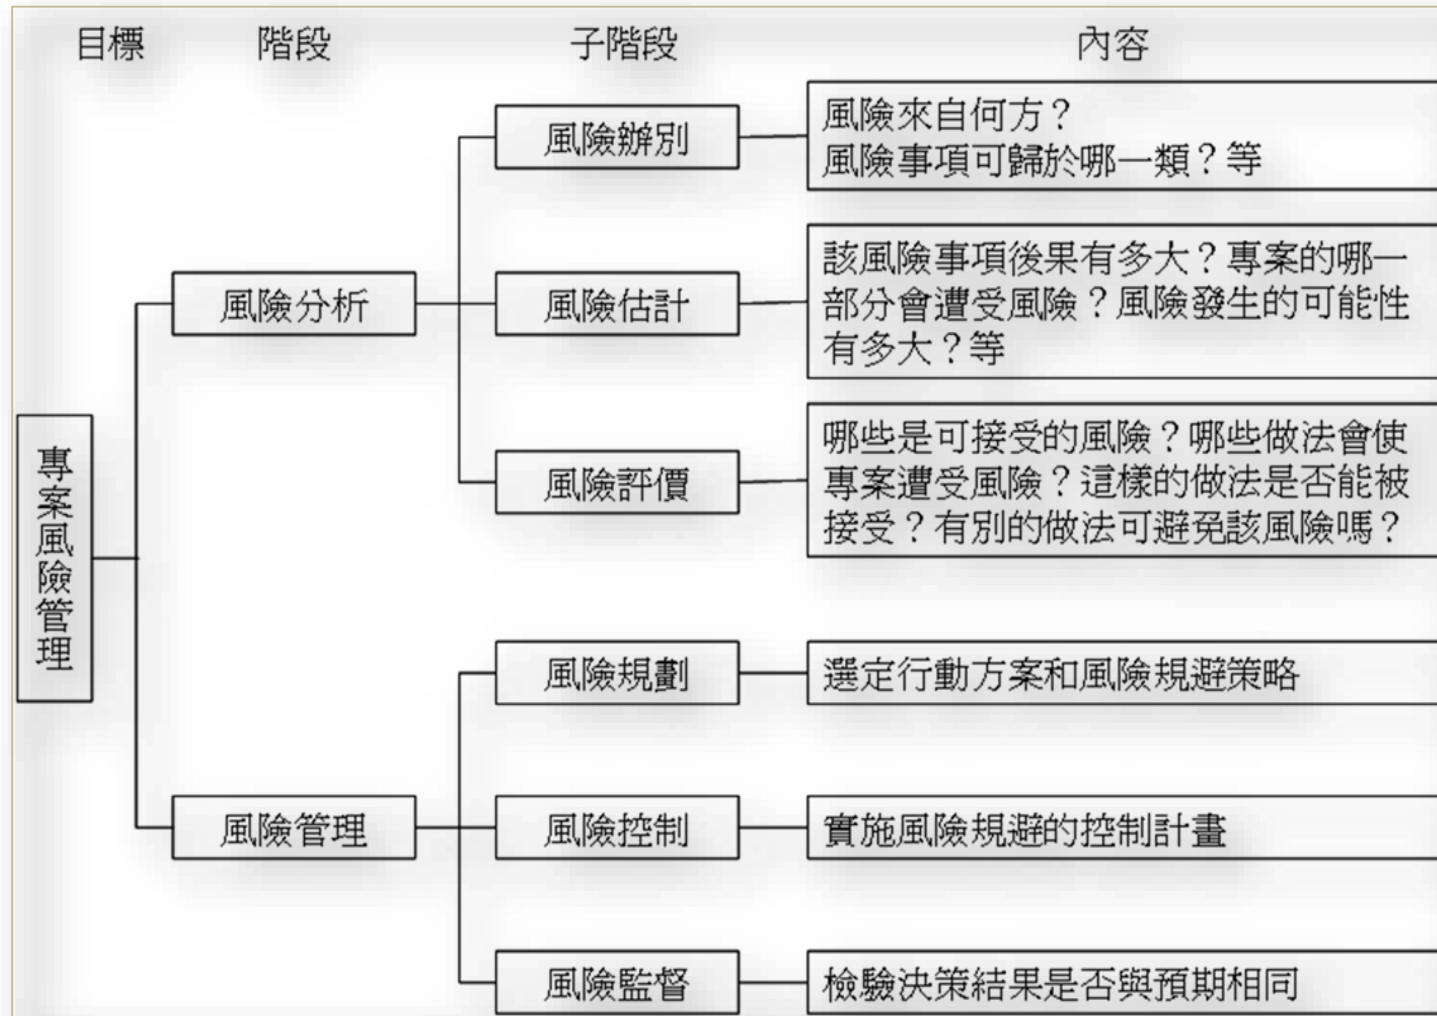 目標 階段 子階段 內容
風險辦別
風險來自何方？
風險事項可歸於哪一類？等
風險分析
風險估計
該風險事項後果有多大？專案的哪一
部分會遭受風險？風險發生的可能性
有多大？等
風險評價
哪些是可接受的風險？哪些做法會使
專案遭受風險？這樣的做法是否能被
接受？有別的做法可避免該風險嗎？
專案風險管理
風險規劃
選定行動方案和風險規避策略
風險管理
風險控制
實施風險規避的控制計畫
風險監督
檢驗決策結果是否與預期相同